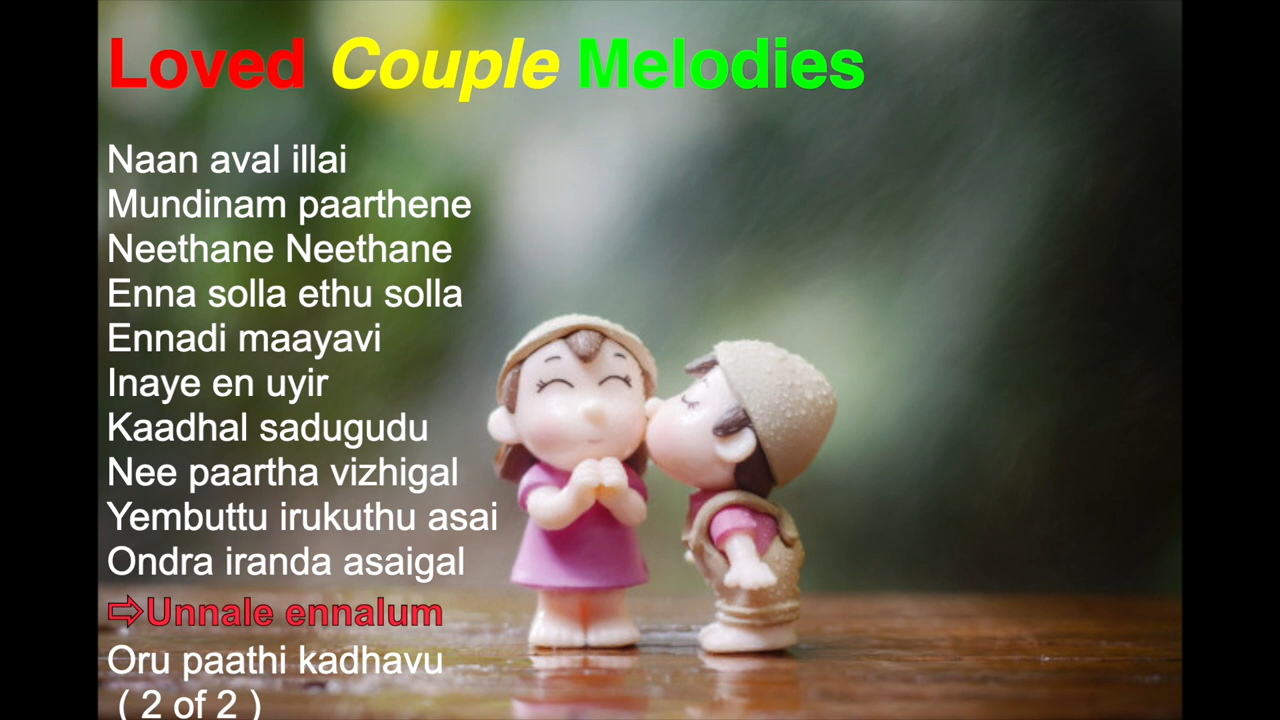 Loved Couple Melodies
Naan aval illai
Mundinam paarthene
Neethane Neethane
Enna solla ethu solla
Ennadi maayavi
Inaye en uyir
Kaadhal sadugudu
Nee paartha vizhigal
Yembuttu irukuthu asai
Ondra iranda asaigal
⇨Unnale ennalum
Oru paathi kadhavu
( 2 of 2 )